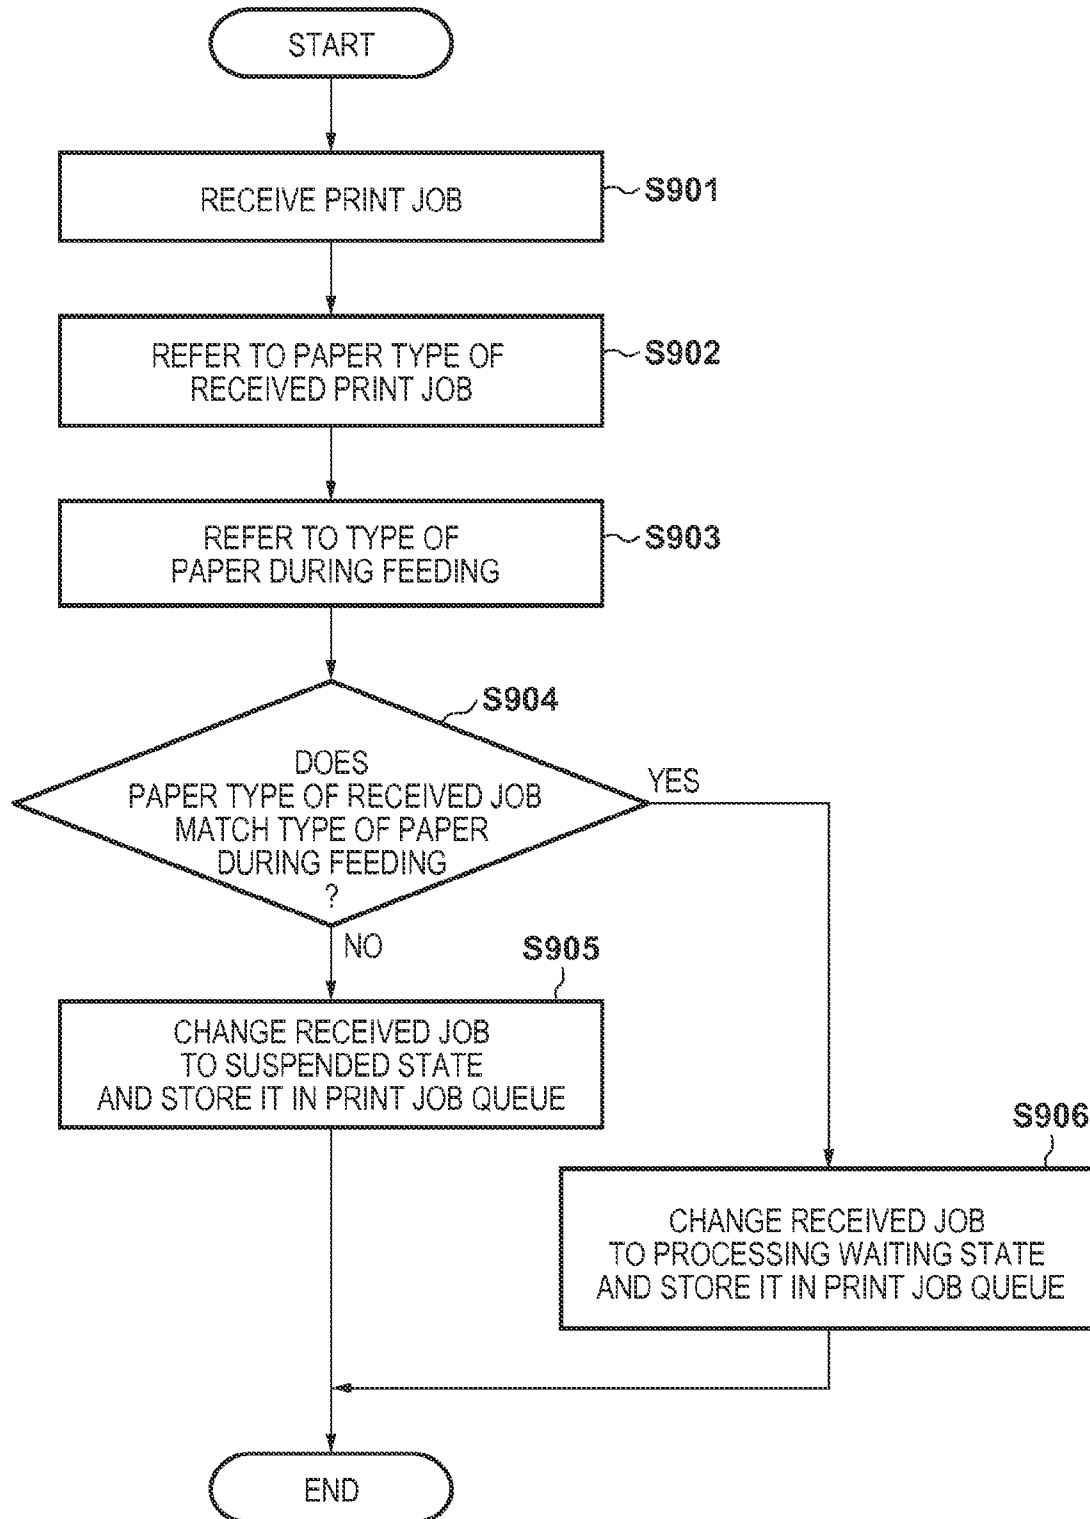 START
RECEIVE PRINT JOB
S901
REFER TO PAPER TYPE OF
RECEIVED PRINT JOB
S902
REFER TO TYPE OF
PAPER DURING FEEDING
S903
S904
DOES
PAPER TYPE OF RECEIVED JOB
MATCH TYPE OF PAPER
DURING FEEDING
?
YES
NO
S905
CHANGE RECEIVED JOB
TO SUSPENDED STATE
AND STORE IT IN PRINT JOB QUEUE
S906
CHANGE RECEIVED JOB
TO PROCESSING WAITING STATE
AND STORE IT IN PRINT JOB QUEUE
END